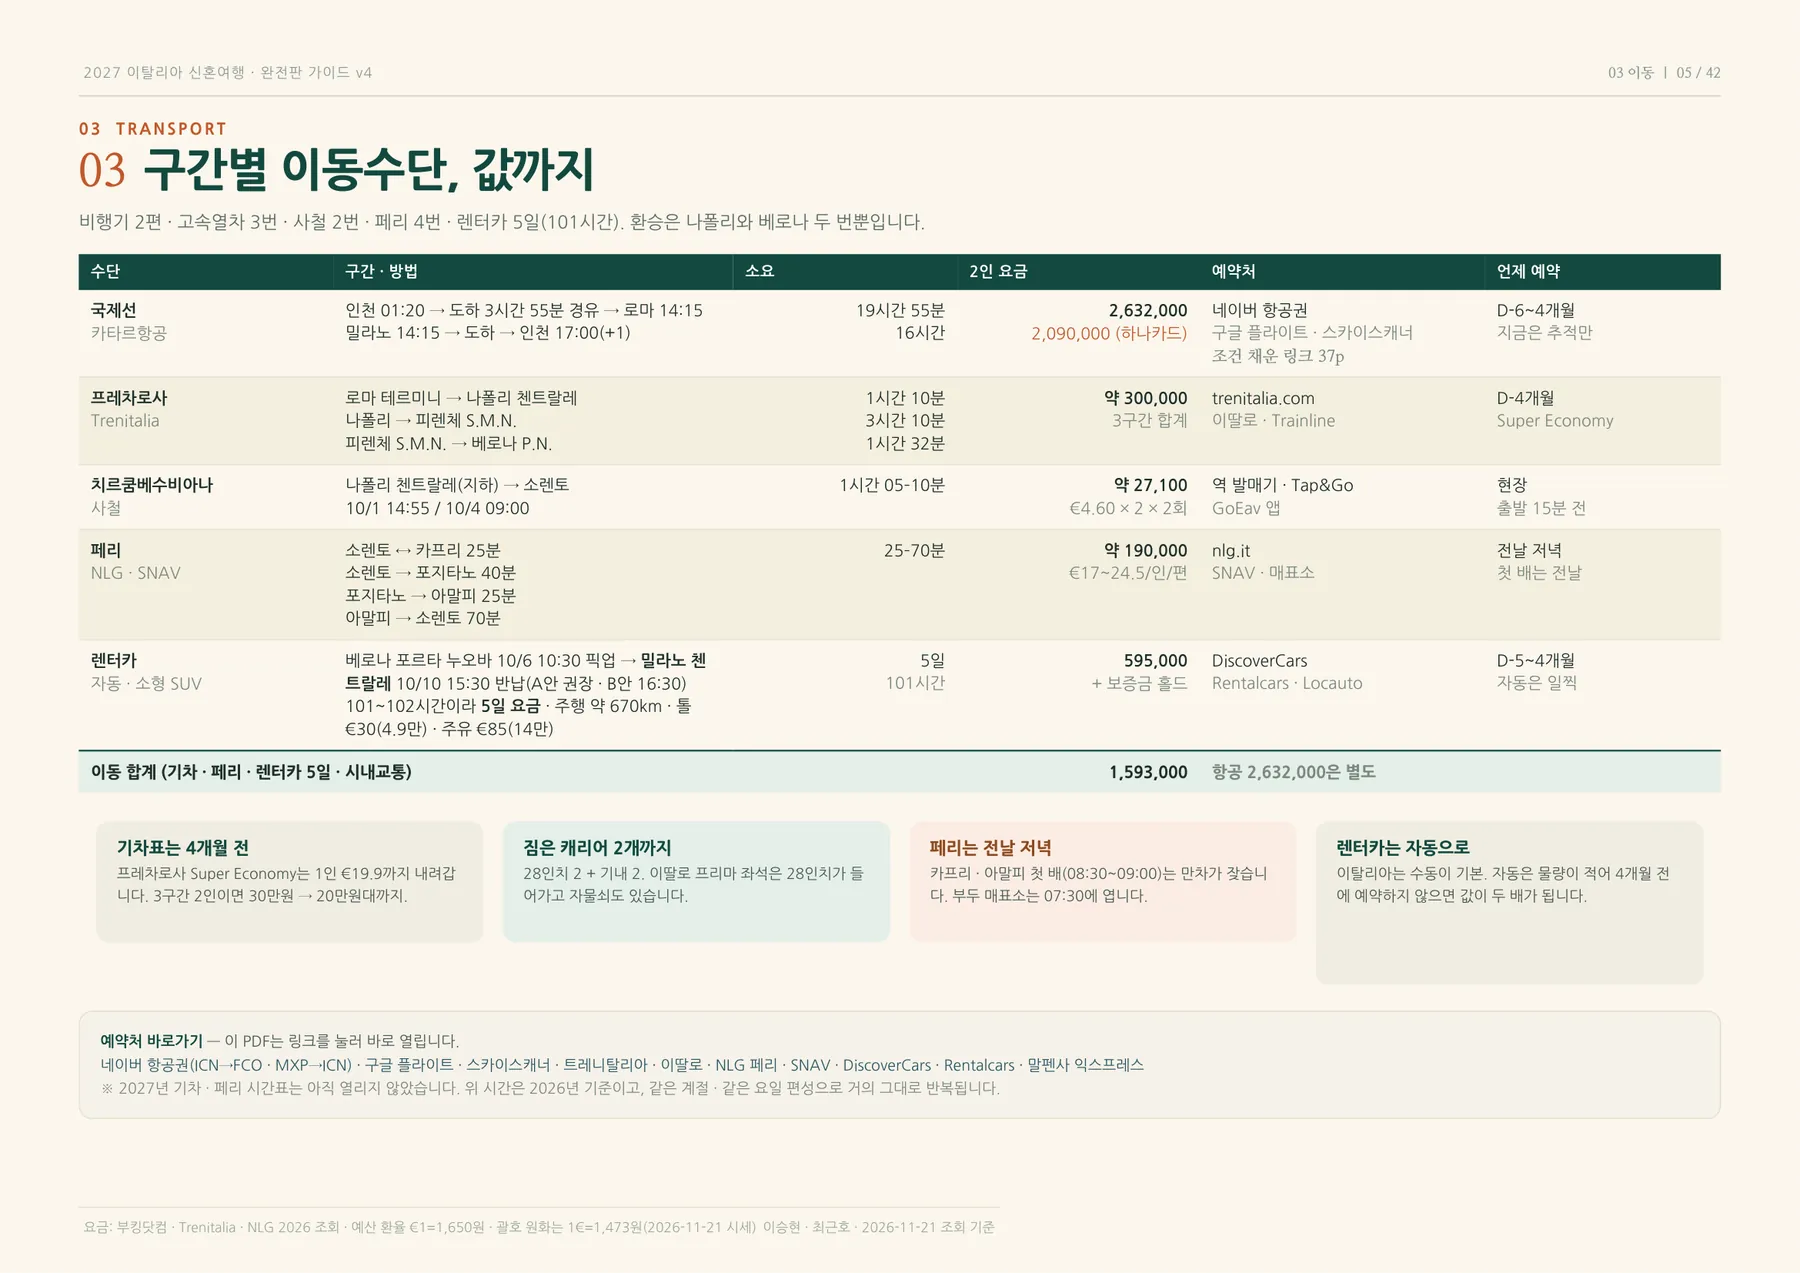 2027 이탈리아 신혼여행 · 완전판 가이드 v4
03 이동 | 05 / 42
03 TRANSPORT
03 구간별 이동수단, 값까지
비행기 2편 · 고속열차 3번 · 사철 2번 · 페리 4번 · 렌터카 5일(101시간). 환승은 나폴리와 베로나 두 번뿐입니다.
수단 구간 · 방법 소요 2인 요금 예약처 언제 예약
국제선 인천 01:20 → 도하 3시간 55분 경유 → 로마 14:15 19시간 55분 2,632,000 네이버 항공권 D-6~4개월
카타르항공 밀라노 14:15 → 도하 → 인천 17:00(+1) 16시간 2,090,000 (하나카드) 구글 플라이트 · 스카이스캐너 지금은 추적만
조건 채운 링크 37p
프레차로사 로마 테르미니 → 나폴리 첸트랄레 1시간 10분 약 300,000 trenitalia.com D-4개월
Trenitalia 나폴리 → 피렌체 S.M.N. 3시간 10분 3구간 합계 이딸로 · Trainline Super Economy
피렌체 S.M.N. → 베로나 P.N. 1시간 32분
치르쿰베수비아나 나폴리 첸트랄레(지하) → 소렌토 1시간 05-10분 약 27,100 역 발매기 · Tap&Go 현장
사철 10/1 14:55 / 10/4 09:00 €4.60 × 2 × 2회 GoEav 앱 출발 15분 전
페리 소렌토 ↔ 카프리 25분 25-70분 약 190,000 nlg.it 전날 저녁
NLG · SNAV 소렌토 → 포지타노 40분 €17~24.5/인/편 SNAV · 매표소 첫 배는 전날
포지타노 → 아말피 25분
아말피 → 소렌토 70분
렌터카 베로나 포르타 누오바 10/6 10:30 픽업 → 밀라노 첸 5일 595,000 DiscoverCars D-5~4개월
자동 · 소형 SUV 트랄레 10/10 15:30 반납(A안 권장 · B안 16:30) 101시간 + 보증금 홀드 Rentalcars · Locauto 자동은 일찍
101~102시간이라 5일 요금 · 주행 약 670km · 톨
€30(4.9만) · 주유 €85(14만)
이동 합계 (기차 · 페리 · 렌터카 5일 · 시내교통) 1,593,000 항공 2,632,000은 별도
기차표는 4개월 전
프레차로사 Super Economy는 1인 €19.9까지 내려갑
니다. 3구간 2인이면 30만원 → 20만원대까지.
짐은 캐리어 2개까지
28인치 2 + 기내 2. 이딸로 프리마 좌석은 28인치가 들
어가고 자물쇠도 있습니다.
페리는 전날 저녁
카프리 · 아말피 첫 배(08:30~09:00)는 만차가 잦습니
다. 부두 매표소는 07:30에 엽니다.
렌터카는 자동으로
이탈리아는 수동이 기본. 자동은 물량이 적어 4개월 전
에 예약하지 않으면 값이 두 배가 됩니다.
예약처 바로가기 — 이 PDF는 링크를 눌러 바로 열립니다.
네이버 항공권(ICN→FCO · MXP→ICN) · 구글 플라이트 · 스카이스캐너 · 트레니탈리아 · 이딸로 · NLG 페리 · SNAV · DiscoverCars · Rentalcars · 말펜사 익스프레스
※ 2027년 기차 · 페리 시간표는 아직 열리지 않았습니다. 위 시간은 2026년 기준이고, 같은 계절 · 같은 요일 편성으로 거의 그대로 반복됩니다.
요금: 부킹닷컴 · Trenitalia · NLG 2026 조회 · 예산 환율 €1=1,650원 · 괄호 원화는 1€=1,473원(2026-11-21 시세) 이승현 · 최근호 · 2026-11-21 조회 기준